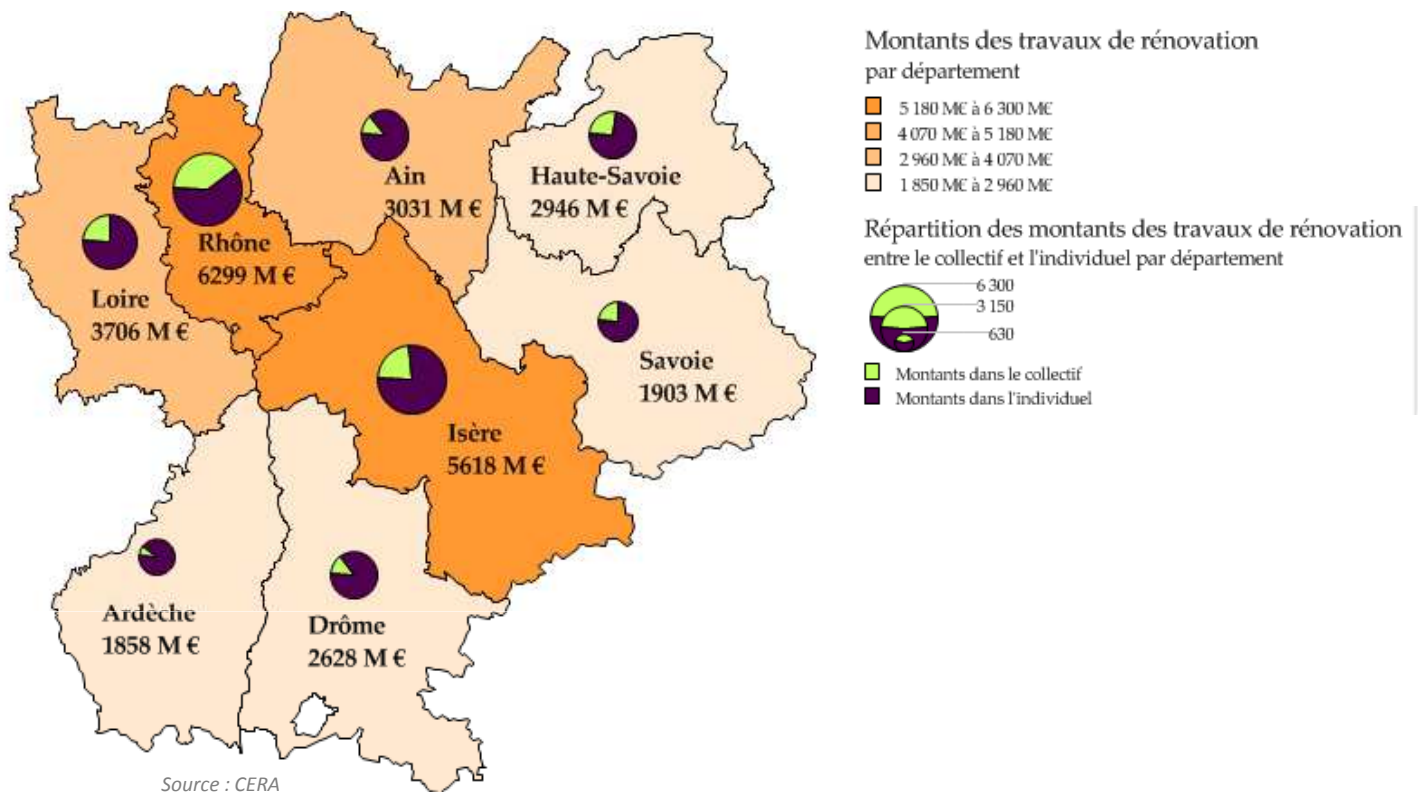 Ain
3031 M €
Haute-Savoie
2946 M €
Rhône
6299 M €
Loire
3706 M €
Savoie
1903 M €
Isère
5618 M €
Ardèche
1858 M €
Drôme
2628 M €
Source : CERA
Montants des travaux de rénovation
par département
5 180 M€ à 6 300 M€
4 070 M€ à 5 180 M€
2 960 M€ à 4 070 M€
1 850 M€ à 2 960 M€
Répartition des montants des travaux de rénovation
entre le collectif et l'individuel par département
6 300
3 150
630
Montants dans le collectif
Montants dans l'individuel